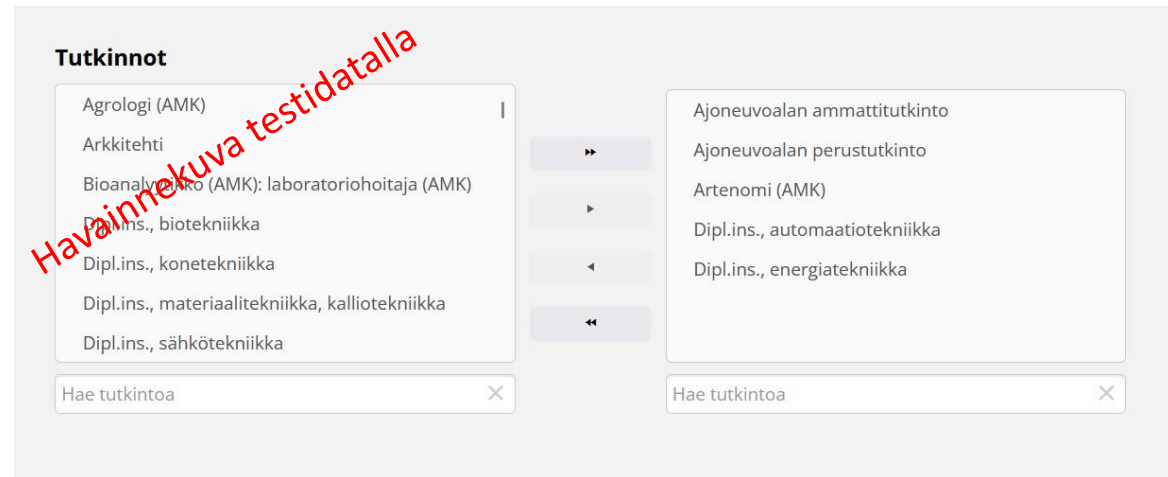 Tutkinnot
Havainnekuva testidatalla
Agrologi (AMK)
Arkkitehti
Bioanalyytikko (AMK): laboratoriohoitaja (AMK)
Dipl.ins., biotekniikka
Dipl.ins., konetekniikka
Dipl.ins., materiaalitekniikka, kalliotekniikka
Dipl.ins., sähkötekniikka
Hae tutkintoa
Ajoneuvoalan ammattitutkinto
Ajoneuvoalan perustutkinto
Artenomi (AMK)
Dipl.ins., automaatiotekniikka
Dipl.ins., energiatekniikka
Hae tutkintoa